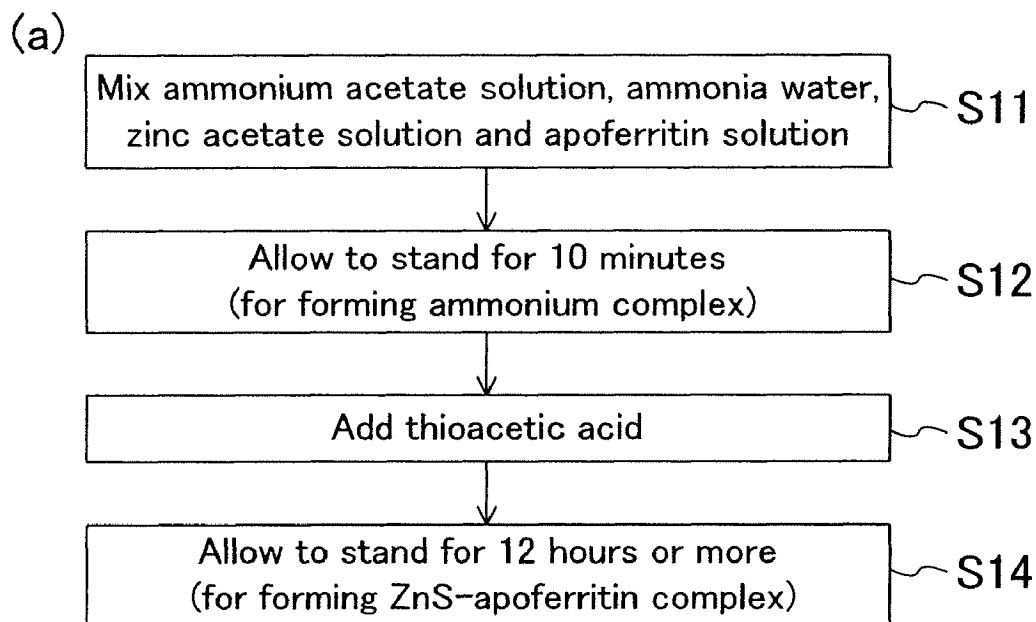 (a)
Mix ammonium acetate solution, ammonia water,
zinc acetate solution and apoferritin solution
S11
Allow to stand for 10 minutes
(for forming ammonium complex)
S12
Add thioacetic acid
S13
Allow to stand for 12 hours or more
(for forming ZnS-apoferritin complex)
S14